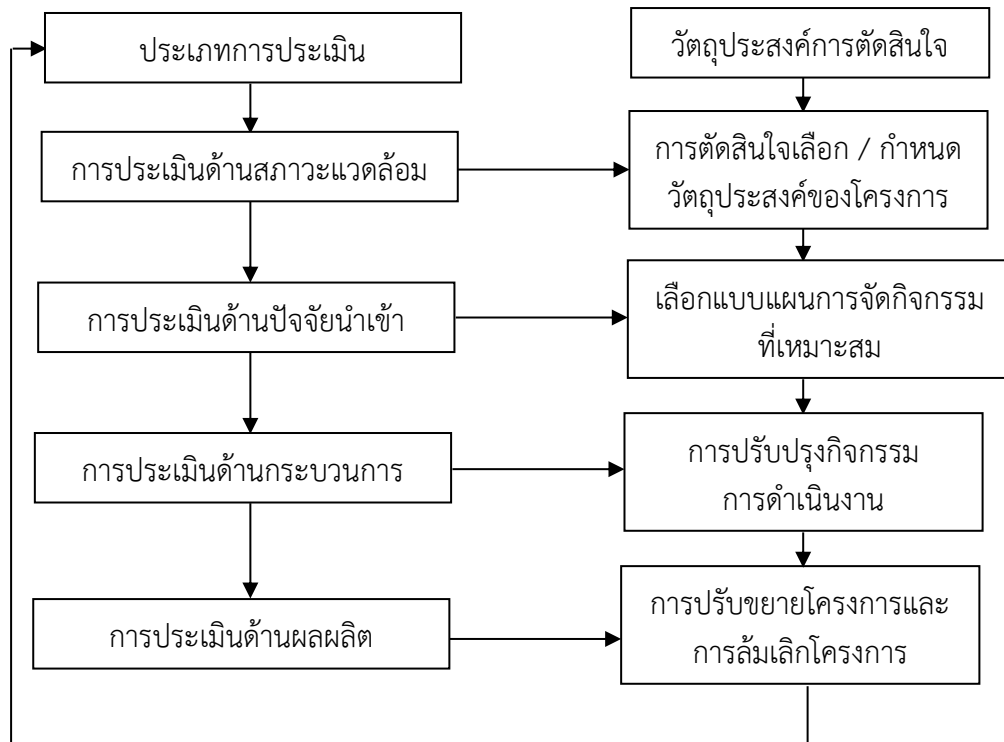 ประเภทการประเมิน
วัตถุประสงค์การตัดสินใจ
การประเมินด้านสภาวะแวดล้อม
การตัดสินใจเลือก / กำหนด
วัตถุประสงค์ของโครงการ
การประเมินด้านปัจจัยนำเข้า
เลือกแบบแผนการจัดกิจกรรม
ที่เหมาะสม
การประเมินด้านกระบวนการ
การปรับปรุงกิจกรรม
การดำเนินงาน
การประเมินด้านผลผลิต
การปรับขยายโครงการและ
การล้มเลิกโครงการ